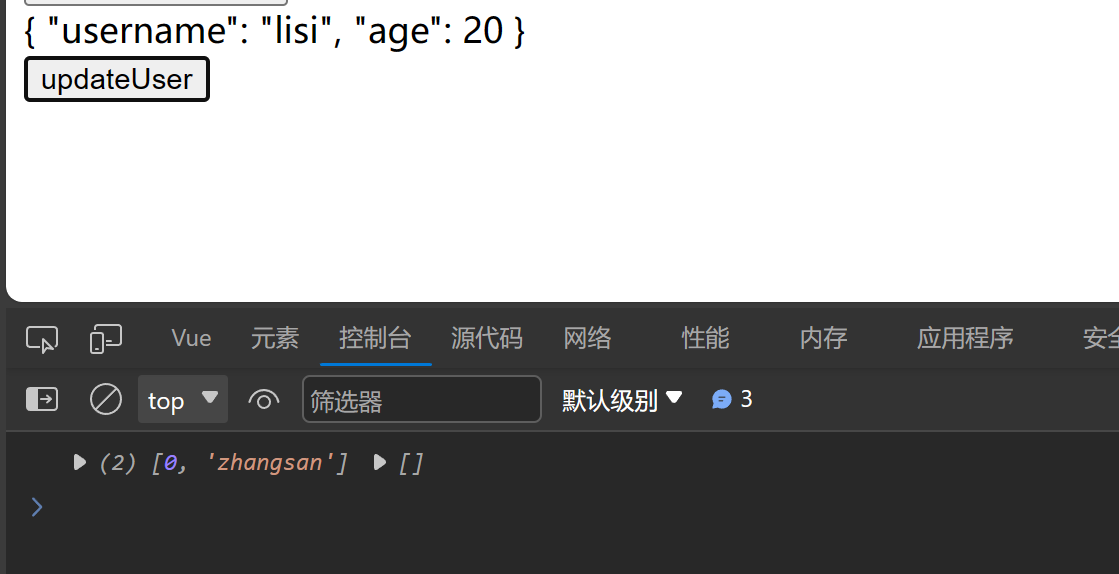 { "username": "lisi", "age": 20 }
updateUser
Vue 元素 控制台 源代码 网络 性能 内存 应用程序 安全
top 筛选器 默认级别 3
(2) [0, 'zhangsan'] []